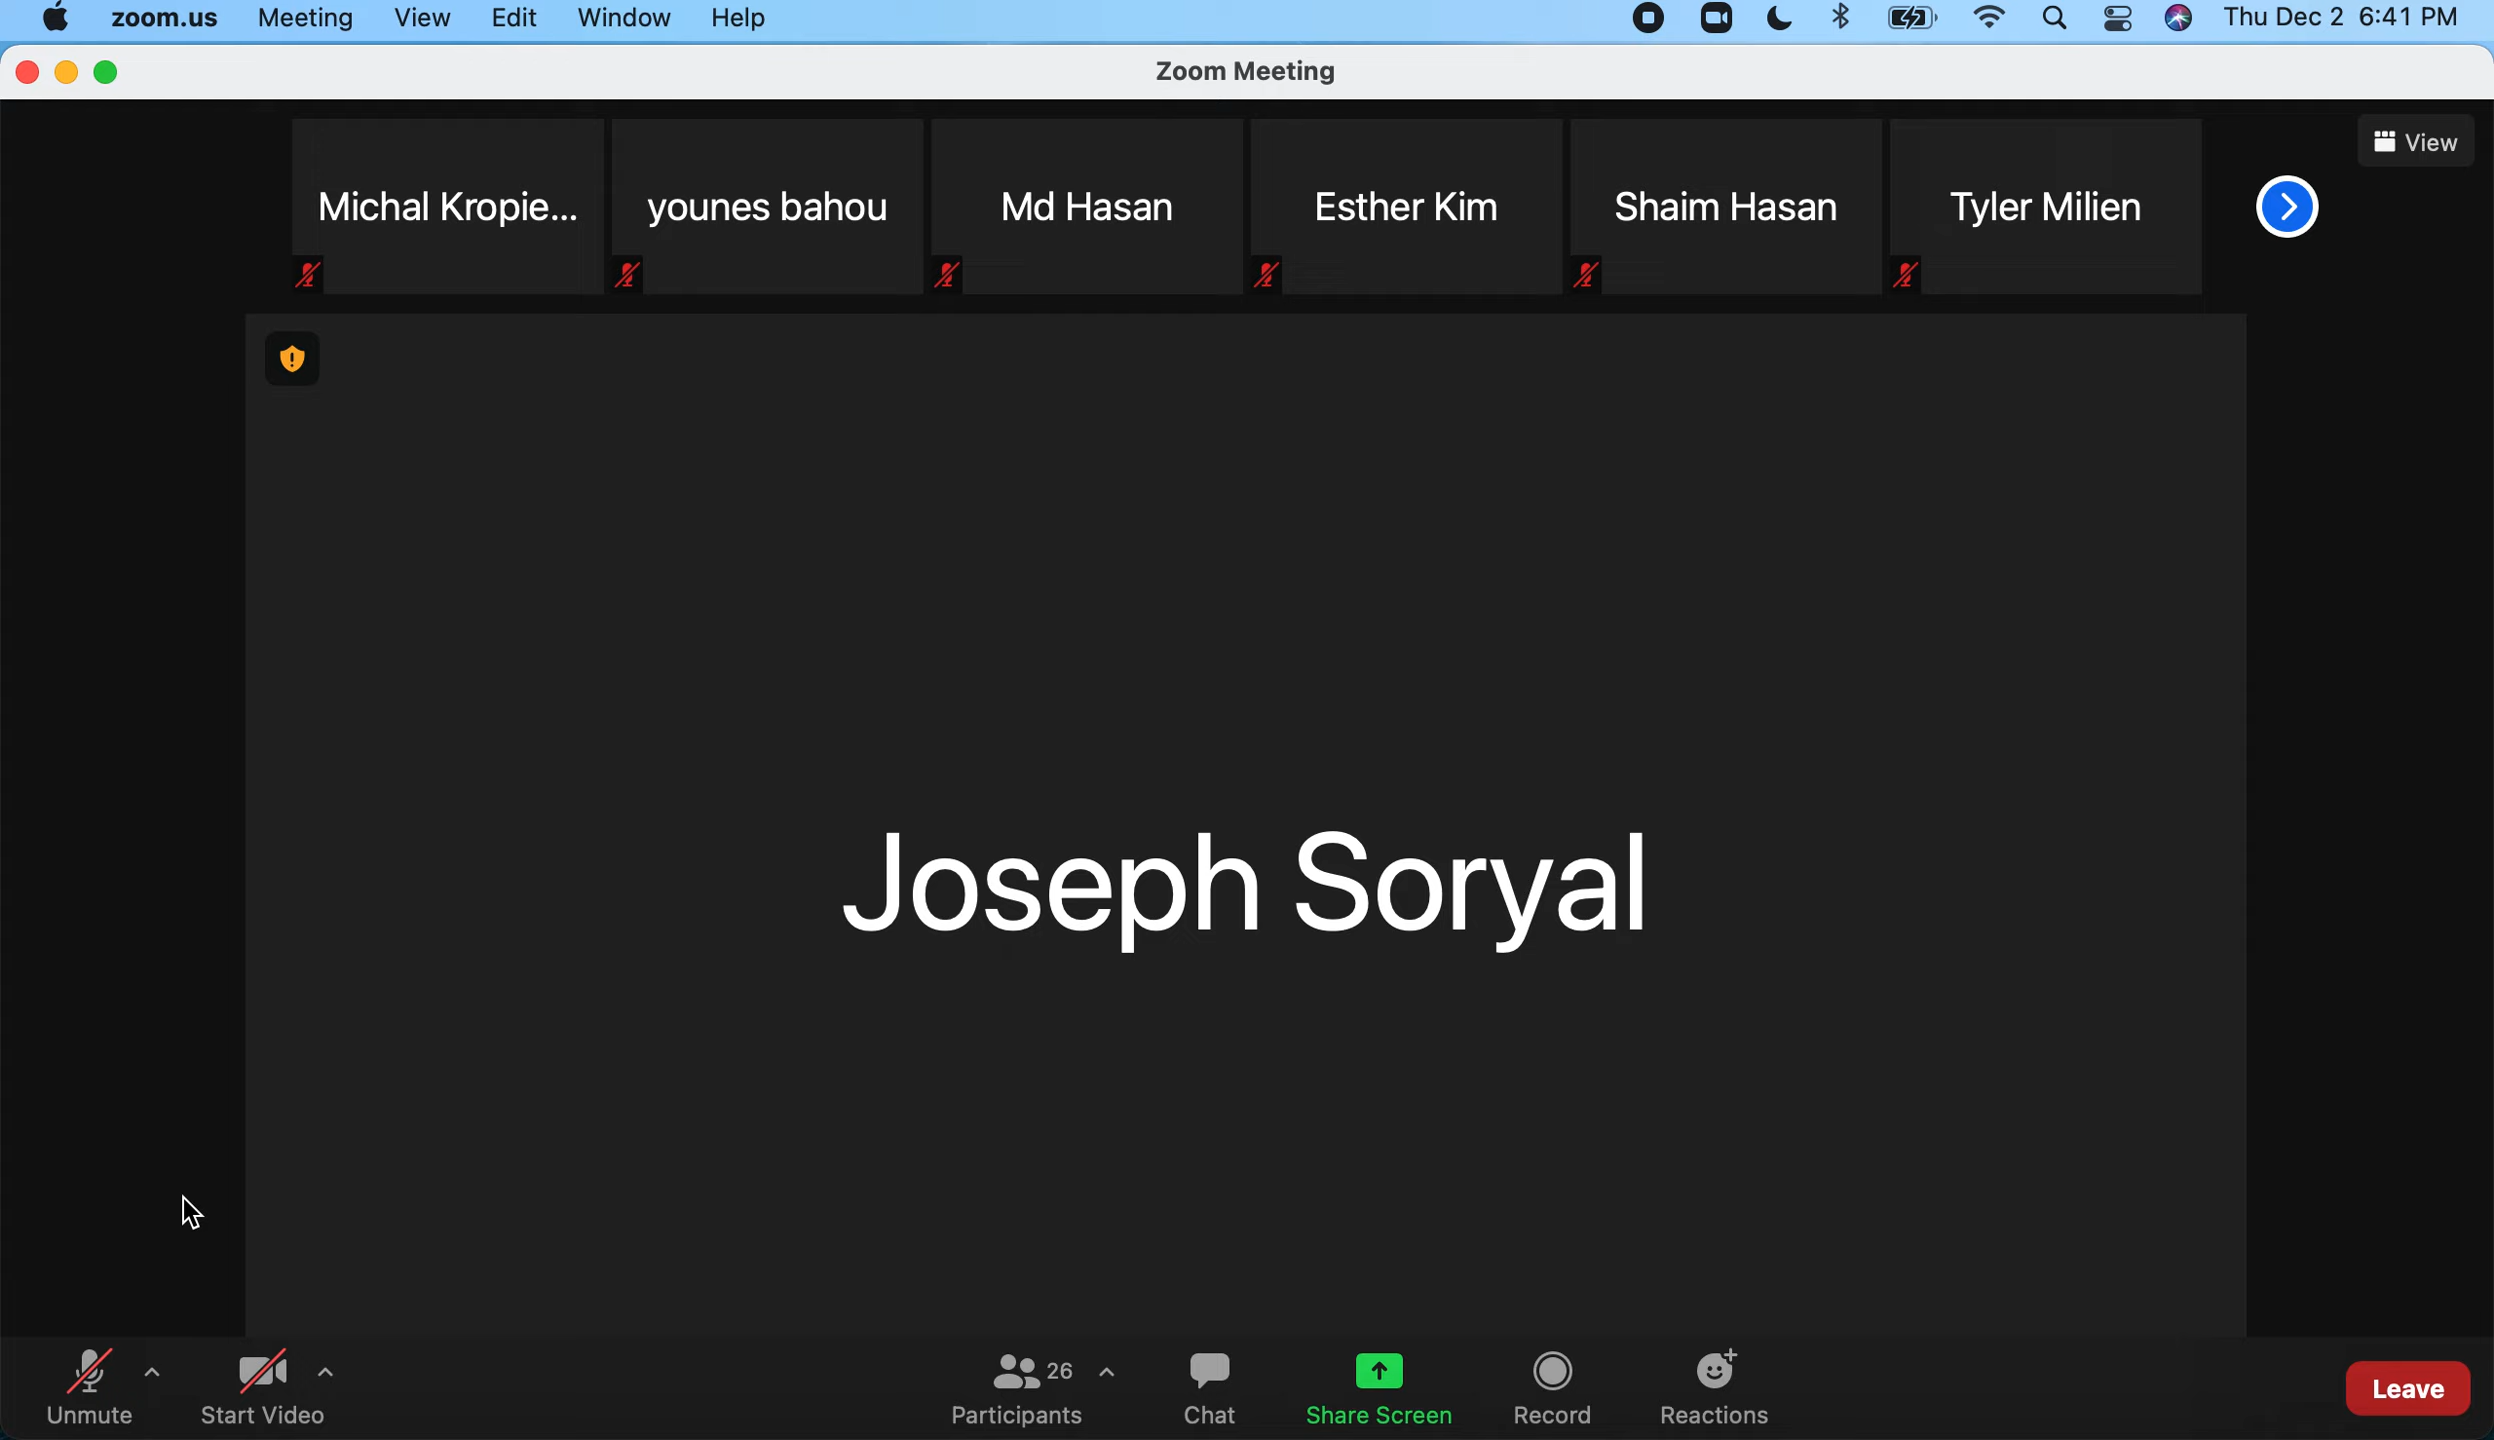 zoom.us Meeting View Edit Window Help Thu Dec 2 6:41 PM
Zoom Meeting
View
Michal Kropie... younes bahou Md Hasan Esther Kim Shaim Hasan Tyler Milien
Joseph Soryal
26
Unmute Start Video Participants Chat Share Screen Record Reactions Leave